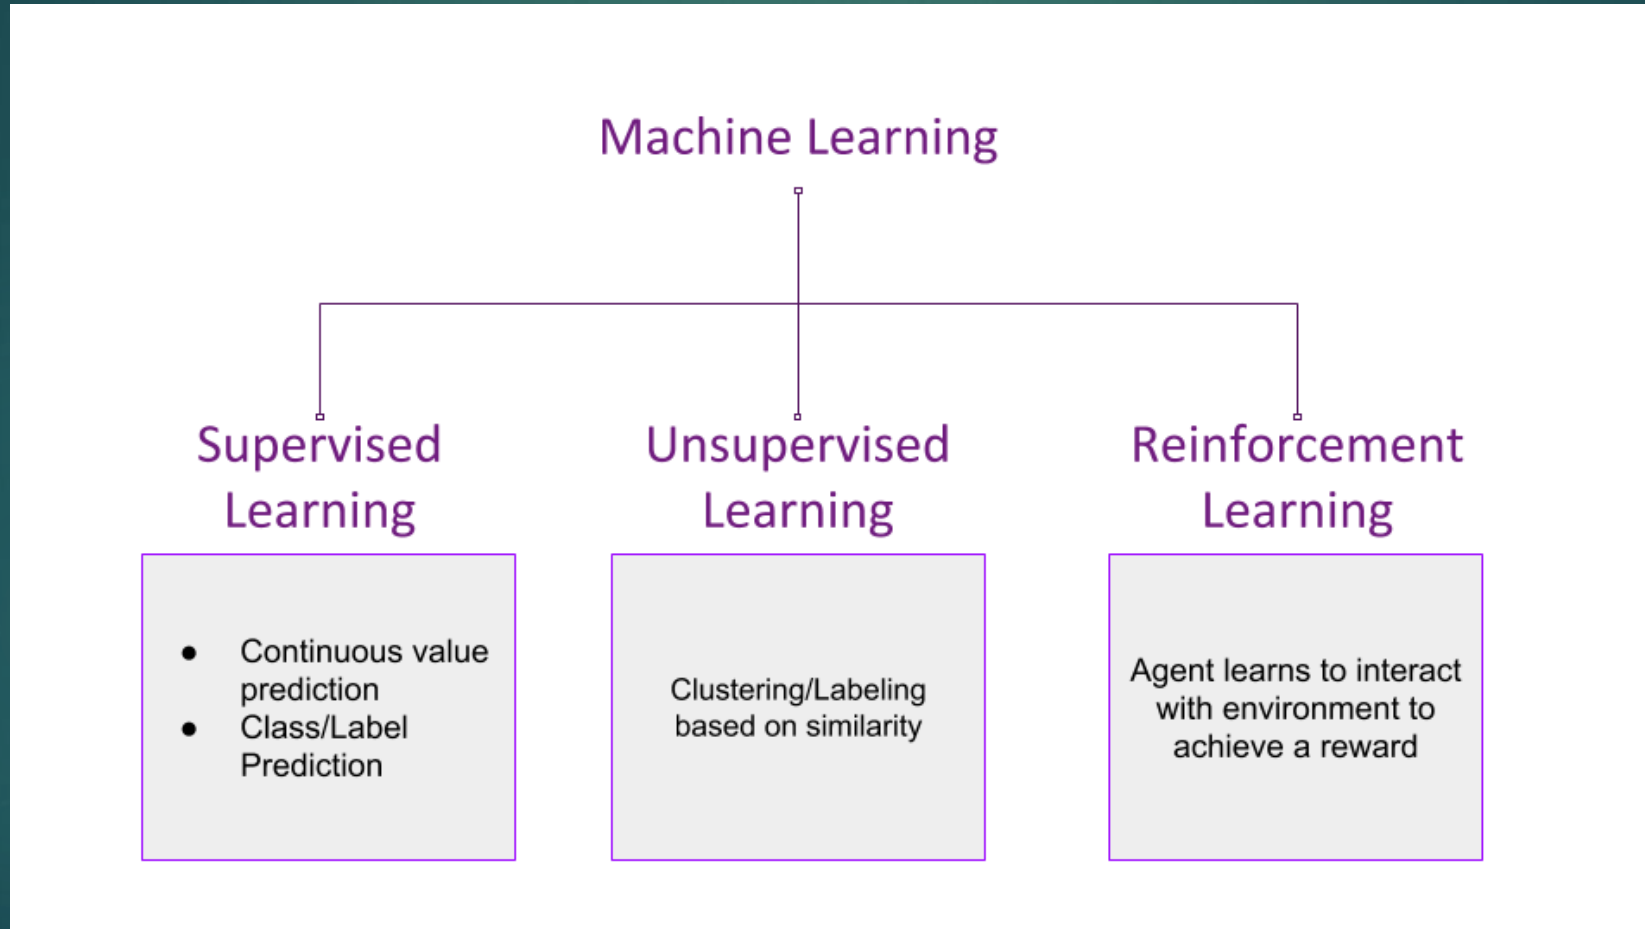 Machine Learning
Supervised
Learning
● Continuous value
prediction
● Class/Label
Prediction
Unsupervised
Learning
Clustering/Labeling
based on similarity
Reinforcement
Learning
Agent learns to interact
with environment to
achieve a reward